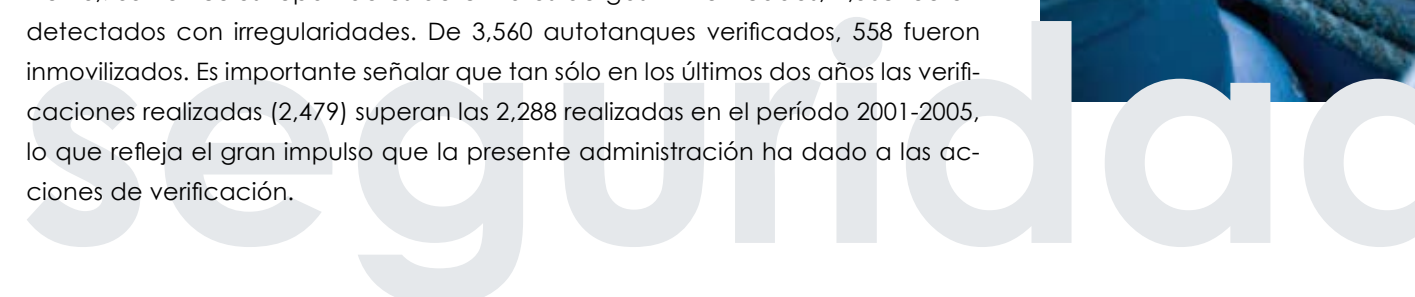 detectados con irregularidades. De 3,560 autotanques verificados, 558 fueron
inmovilizados. Es importante señalar que tan sólo en los últimos dos años las verifi-
caciones realizadas (2,479) superan las 2,288 realizadas en el período 2001-2005,
lo que refleja el gran impulso que la presente administración ha dado a las ac-
ciones de verificación.
seguridad